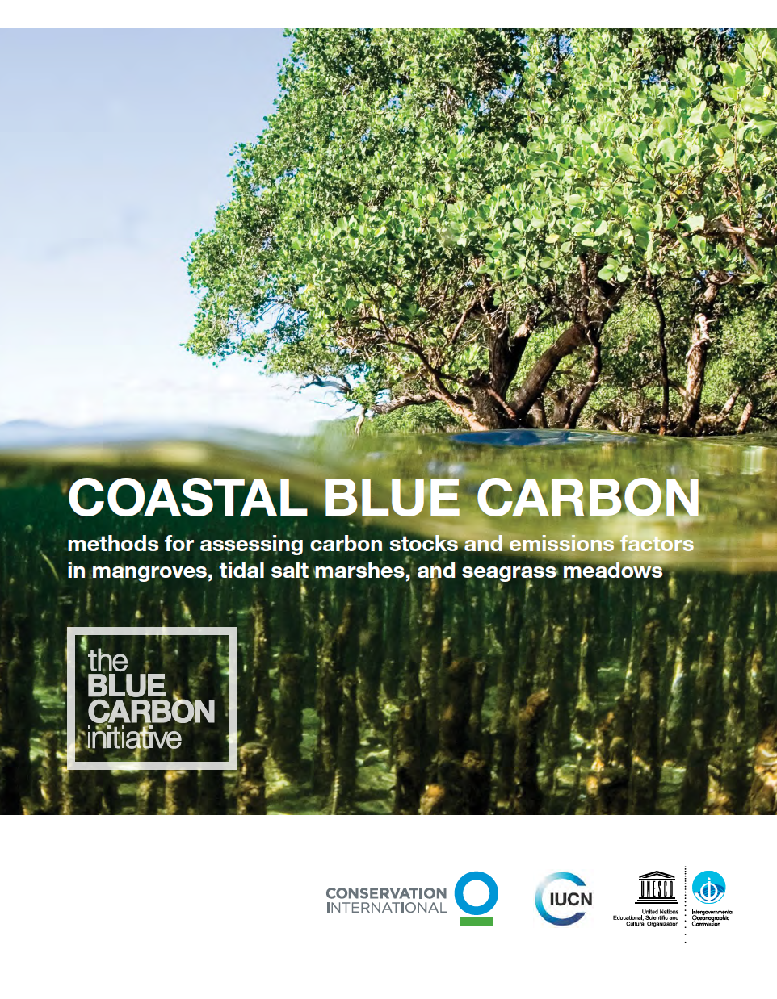 COASTAL BLUE CARBON
methods for assessing carbon stocks and emissions factors
in mangroves, tidal salt marshes, and seagrass meadows
the
BLUE
CARBON
initiative
CONSERVATION
INTERNATIONAL
IUCN
UNESCO
United Nations
Educational, Scientific and
Cultural Organization
Intergovernmental
Oceanographic
Commission